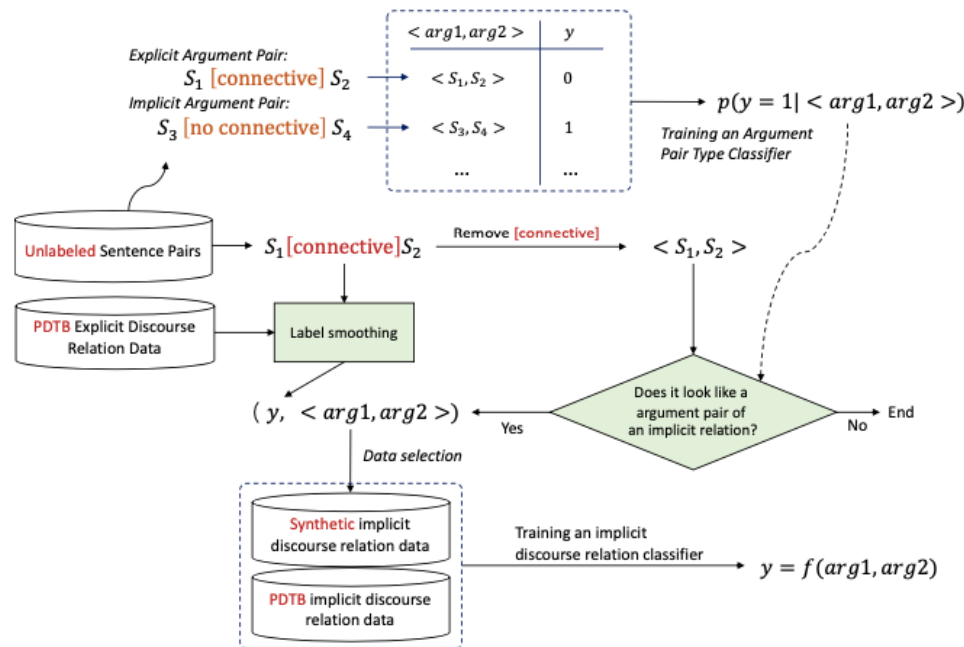 < arg1, arg2 > y
Explicit Argument Pair:
S₁ [connective] S₂
< S₁, S₂ > 0
Implicit Argument Pair:
S₃ [no connective] S₄
< S₃, S₄ > 1
... ...
p(y = 1| < arg1, arg2 >)
Training an Argument
Pair Type Classifier
Unlabeled Sentence Pairs
S₁[connective]S₂
Remove [connective]
< S₁, S₂ >
PDTB Explicit Discourse
Relation Data
Label smoothing
Does it look like a
argument pair of
an implicit relation?
Yes
No
End
( y, < arg1, arg2 >)
Data selection
Synthetic implicit
discourse relation data
PDTB implicit discourse
relation data
Training an implicit
discourse relation classifier
y = f(arg1, arg2)